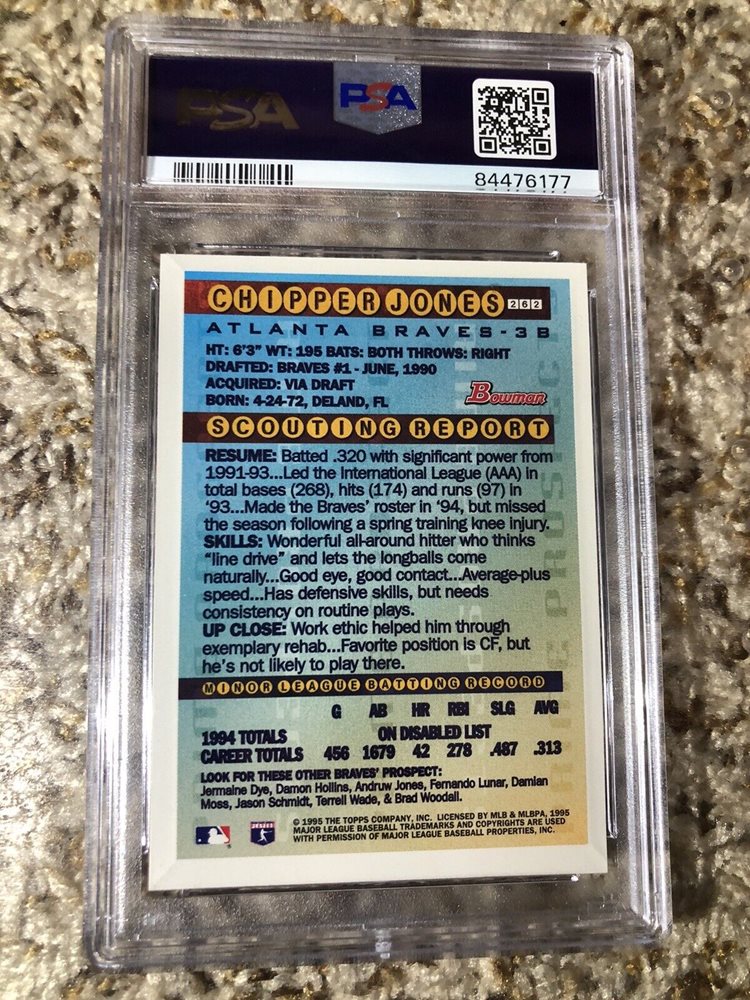 PSA
PSA
84476177
CHIPPER JONES 262
ATLANTA BRAVES - 3B
HT: 6'3" WT: 195 BATS: BOTH THROWS: RIGHT
DRAFTED: BRAVES #1 - JUNE, 1990
ACQUIRED: VIA DRAFT
BORN: 4-24-72, DELAND, FL
Bowman
SCOUTING REPORT
RESUME: Batted .320 with significant power from
1991-93...Led the International League (AAA) in
total bases (268), hits (174) and runs (97) in
'93...Made the Braves' roster in '94, but missed
the season following a spring training knee injury.
SKILLS: Wonderful all-around hitter who thinks
"line drive" and lets the longballs come
naturally...Good eye, good contact...Average-plus
speed...Has defensive skills, but needs
consistency on routine plays.
UP CLOSE: Work ethic helped him through
exemplary rehab...Favorite position is CF, but
he's not likely to play there.
MINOR LEAGUE BATTING RECORD
G AB HR RBI SLG AVG
1994 TOTALS ON DISABLED LIST
CAREER TOTALS 456 1679 42 278 .487 .313
LOOK FOR THESE OTHER BRAVES' PROSPECT:
Jermaine Dye, Damon Hollins, Andruw Jones, Fernando Lunar, Damian
Moss, Jason Schmidt, Terrell Wade, & Brad Woodall.
© 1995 THE TOPPS COMPANY, INC. LICENSED BY MLB & MLBPA, 1995
MAJOR LEAGUE BASEBALL TRADEMARKS AND COPYRIGHTS ARE USED
WITH PERMISSION OF MAJOR LEAGUE BASEBALL PROPERTIES, INC.